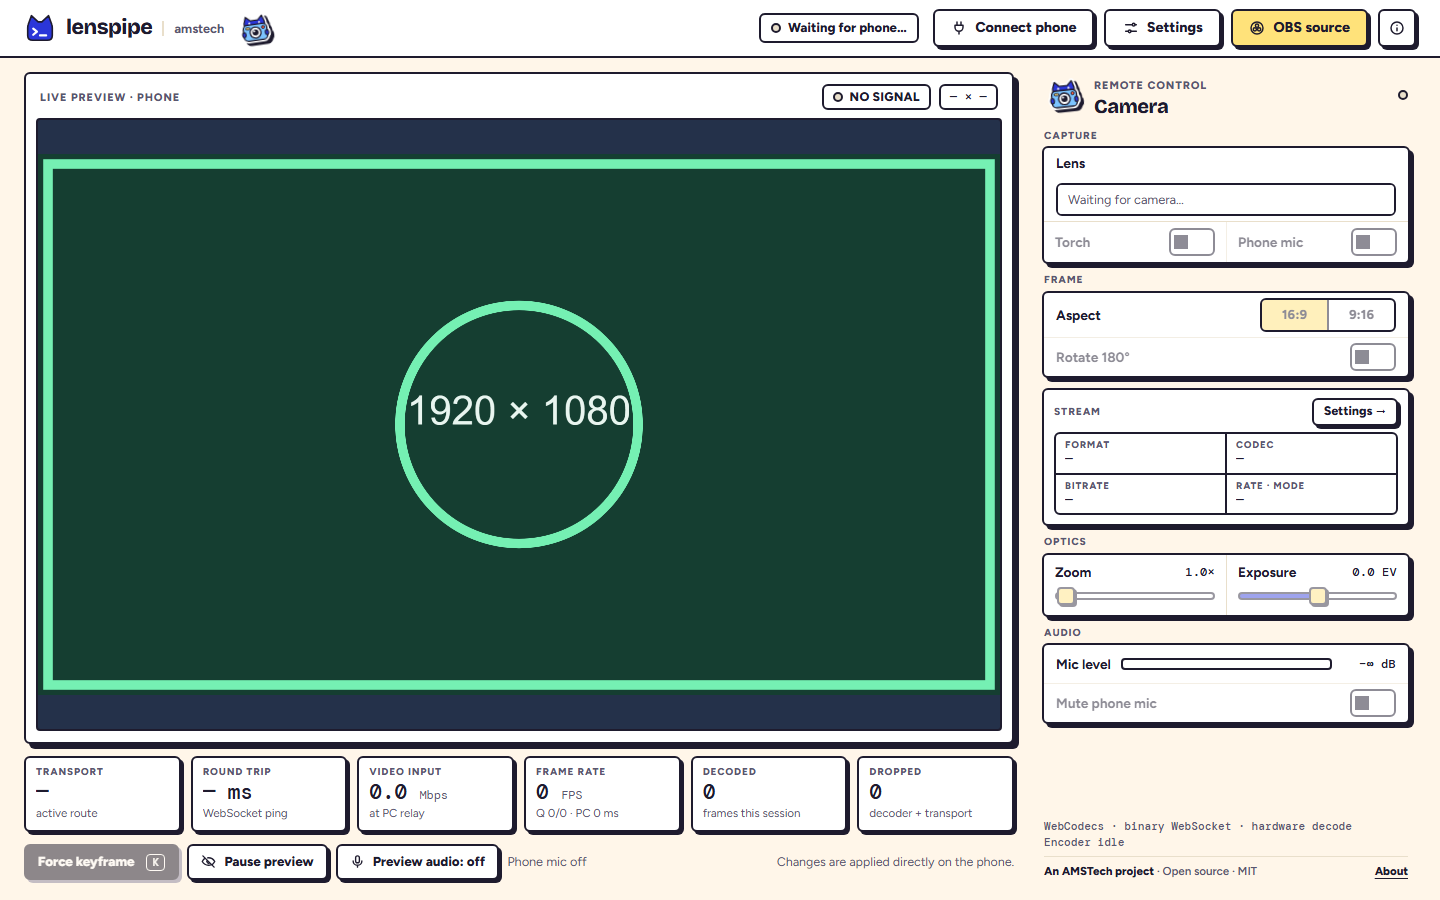 lenspipe
amstech
Waiting for phone...
Connect phone
Settings
OBS source
LIVE PREVIEW · PHONE
NO SIGNAL
– × –
1920 × 1080
TRANSPORT
–
active route
ROUND TRIP
– ms
WebSocket ping
VIDEO INPUT
0.0 Mbps
at PC relay
FRAME RATE
0 FPS
Q 0/0 · PC 0 ms
DECODED
0
frames this session
DROPPED
0
decoder + transport
Force keyframe K
Pause preview
Preview audio: off
Phone mic off
Changes are applied directly on the phone.
REMOTE CONTROL
Camera
CAPTURE
Lens
Waiting for camera...
Torch
Phone mic
FRAME
Aspect
16:9
9:16
Rotate 180°
STREAM
Settings →
FORMAT
–
CODEC
–
BITRATE
–
RATE · MODE
–
OPTICS
Zoom
1.0×
Exposure
0.0 EV
AUDIO
Mic level
-∞ dB
Mute phone mic
WebCodecs · binary WebSocket · hardware decode
Encoder idle
An AMSTech project · Open source · MIT
About